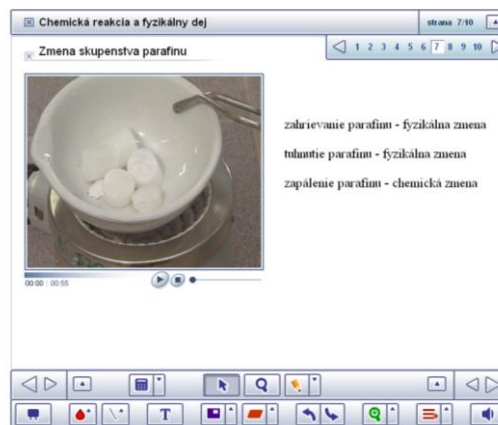 Chemická reakcia a fyzikálny dej
strana 7/10
Zmena skupenstva parafínu
1 2 3 4 5 6 7 8 9 10
zahrievanie parafínu - fyzikálna zmena
tuhnutie parafínu - fyzikálna zmena
zapálenie parafínu - chemická zmena
00:00 | 00:55
T